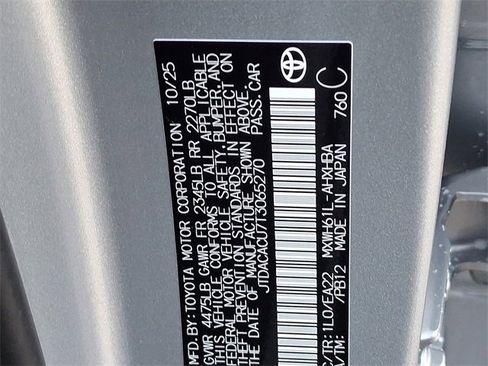 MFD.BY:TOYOTA MOTOR CORPORATION 10/25
GVWR 4475LB GAWR FR 2345LB RR 2270LB
THIS VEHICLE CONFORMS TO ALL APPLICABLE
FEDERAL MOTOR VEHICLE SAFETY,BUMPER,AND
THEFT PREVENTION STANDARDS IN EFFECT ON
THE DATE OF MANUFACTURE SHOWN ABOVE.
JTDACACU7T3065270 PASS.CAR
C/TR:1L0/EA22 MXWH61L-AHXHBA 760 C
A/TM: /PB12 MADE IN JAPAN